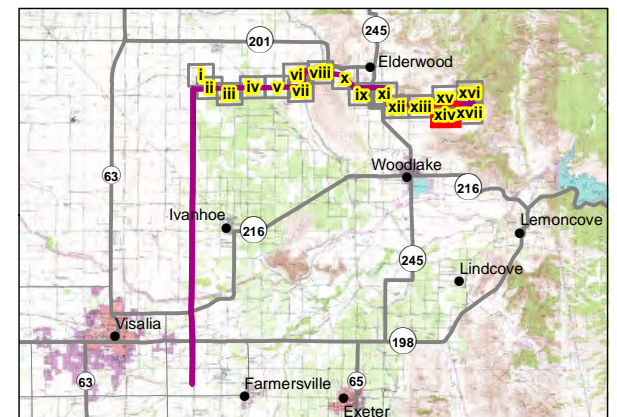 245
201
Elderwood
i
ii
iii
iv
v
vi
vii
viii
x
ix
xi
xii
xiii
xv
xvi
xiv
xvii
Woodlake
63
216
Ivanhoe
216
Lemoncove
245
Lindcove
Visalia
198
63
Farmersville
65
Exeter